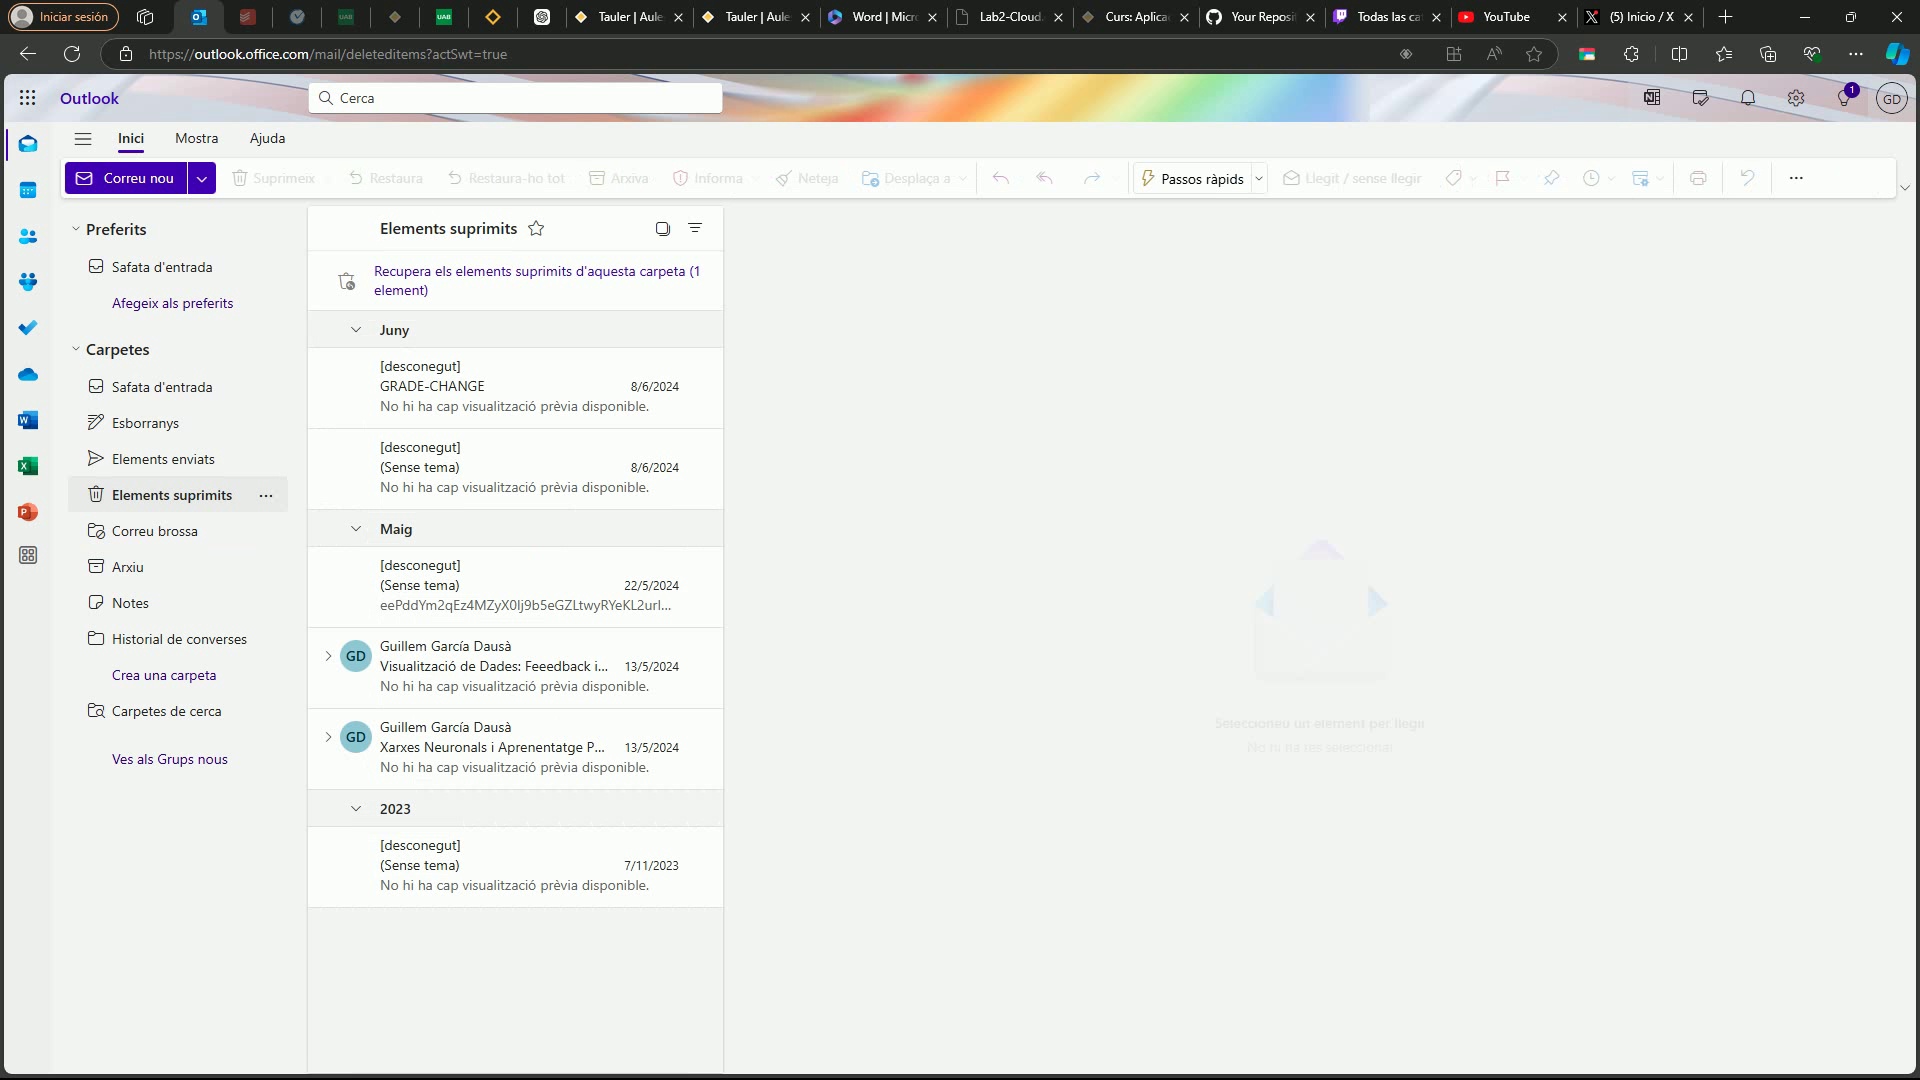 Iniciar sesión
UAB
UAB
Tauler | Aule
Tauler | Aule
Word | Micr
Lab2-Cloud.
Curs: Aplica
Your Reposit
Todas las ca
YouTube
(5) Inicio / X
https://outlook.office.com/mail/deleteditems?actSwt=true
Outlook
Cerca
1
GD
Inici
Mostra
Ajuda
Correu nou
Suprimeix
Restaura
Restaura-ho tot
Arxiva
Informa
Neteja
Desplaça a
Passos ràpids
Llegit / sense llegir
Preferits
Safata d'entrada
Afegeix als preferits
Carpetes
Safata d'entrada
Esborranys
Elements enviats
Elements suprimits
Correu brossa
Arxiu
Notes
Historial de converses
Crea una carpeta
Carpetes de cerca
Ves als Grups nous
Elements suprimits
Recupera els elements suprimits d'aquesta carpeta (1
element)
Juny
[desconegut]
GRADE-CHANGE 8/6/2024
No hi ha cap visualització prèvia disponible.
[desconegut]
(Sense tema) 8/6/2024
No hi ha cap visualització prèvia disponible.
Maig
[desconegut]
(Sense tema) 22/5/2024
eePddYm2qEz4MZyX0Ij9b5eGZLtwyRYeKL2url...
GD
Guillem García Dausà
Visualització de Dades: Feeedback i... 13/5/2024
No hi ha cap visualització prèvia disponible.
GD
Guillem García Dausà
Xarxes Neuronals i Aprenentatge P... 13/5/2024
No hi ha cap visualització prèvia disponible.
2023
[desconegut]
(Sense tema) 7/11/2023
No hi ha cap visualització prèvia disponible.
Seleccioneu un element per llegir
No hi ha res seleccionat